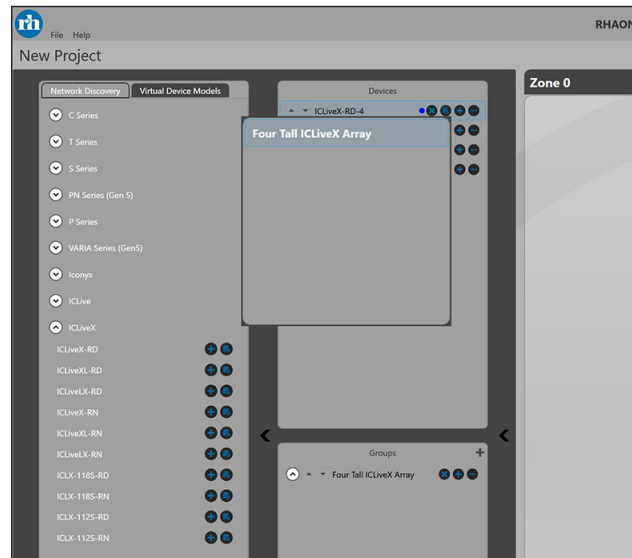 rh
File Help
RHAON
New Project
Network Discovery Virtual Device Models
C Series
T Series
S Series
PN Series (Gen 5)
P Series
VARIA Series (Gen5)
Iconyx
ICLive
ICLiveX
ICLiveX-RD
ICLiveXL-RD
ICLiveLX-RD
ICLiveX-RN
ICLiveXL-RN
ICLiveLX-RN
ICLX-118S-RD
ICLX-118S-RN
ICLX-112S-RD
ICLX-112S-RN
Devices
ICLiveX-RD-4
Four Tall ICLiveX Array
Groups
Four Tall ICLiveX Array
Zone 0